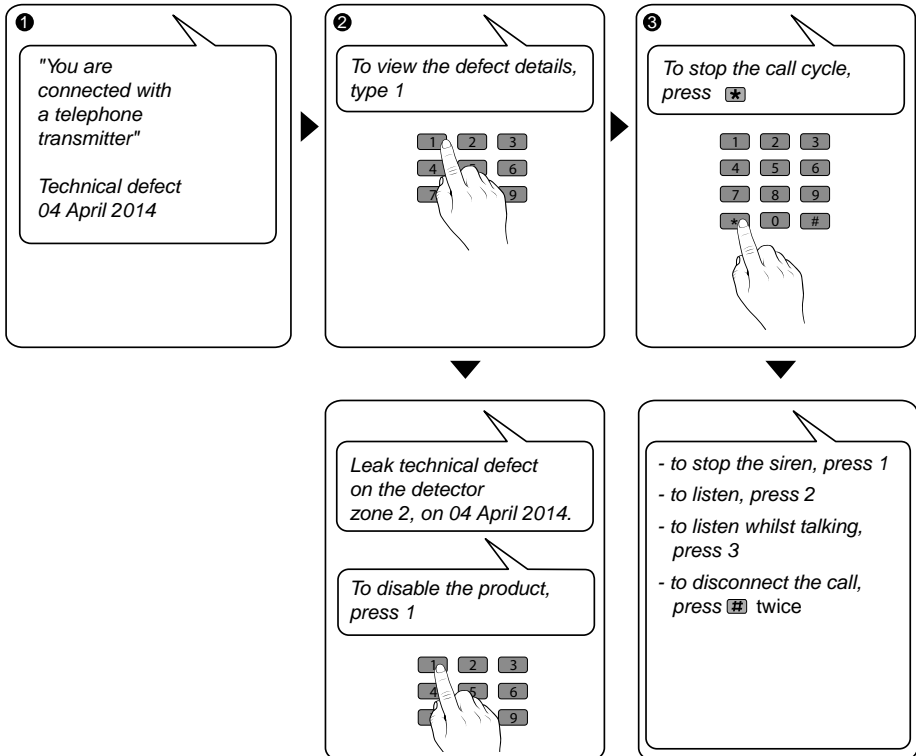 1
"You are
connected with
a telephone
transmitter"
Technical defect
04 April 2014
2
To view the defect details,
type 1
1 2 3
4 5 6
7 9
3
To stop the call cycle,
press *
1 2 3
4 5 6
7 8 9
* 0 #
Leak technical defect
on the detector
zone 2, on 04 April 2014.
To disable the product,
press 1
1 2 3
4 5 6
9
- to stop the siren, press 1
- to listen, press 2
- to listen whilst talking,
press 3
- to disconnect the call,
press # twice